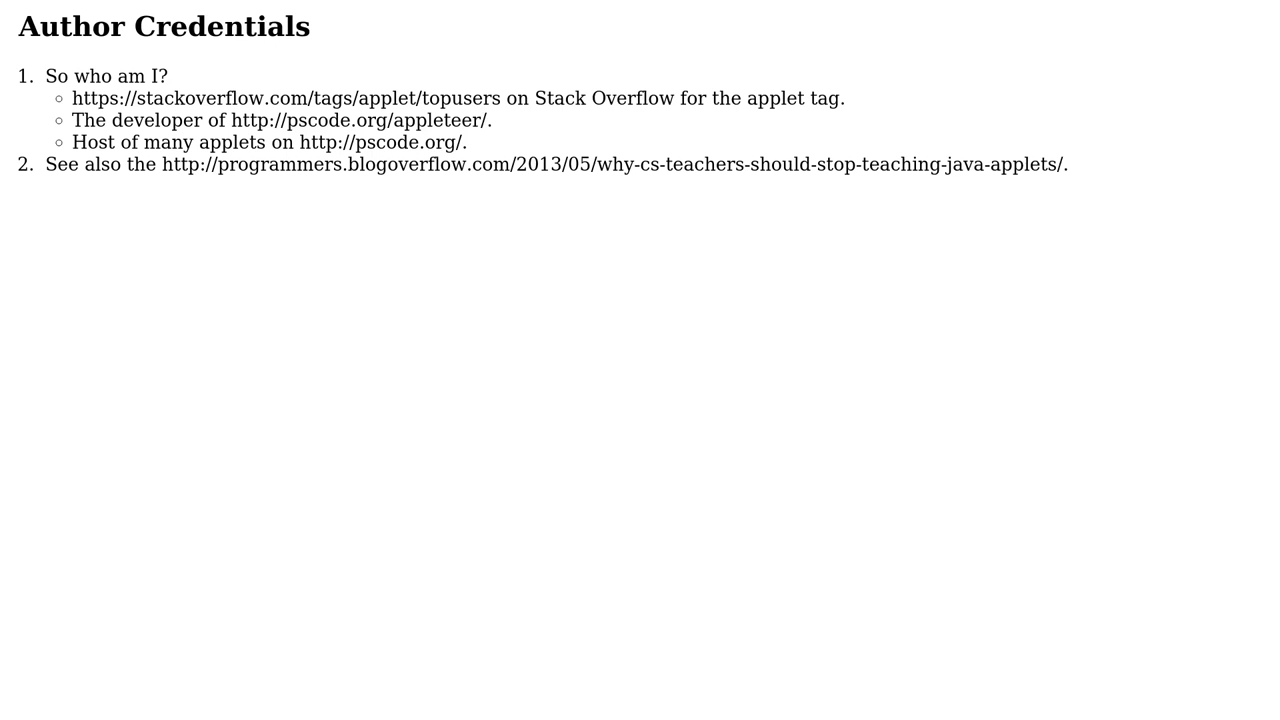 Author Credentials
1. So who am I?
◦ https://stackoverflow.com/tags/applet/topusers on Stack Overflow for the applet tag.
◦ The developer of http://pscode.org/appleteer/.
◦ Host of many applets on http://pscode.org/.
2. See also the http://programmers.blogoverflow.com/2013/05/why-cs-teachers-should-stop-teaching-java-applets/.